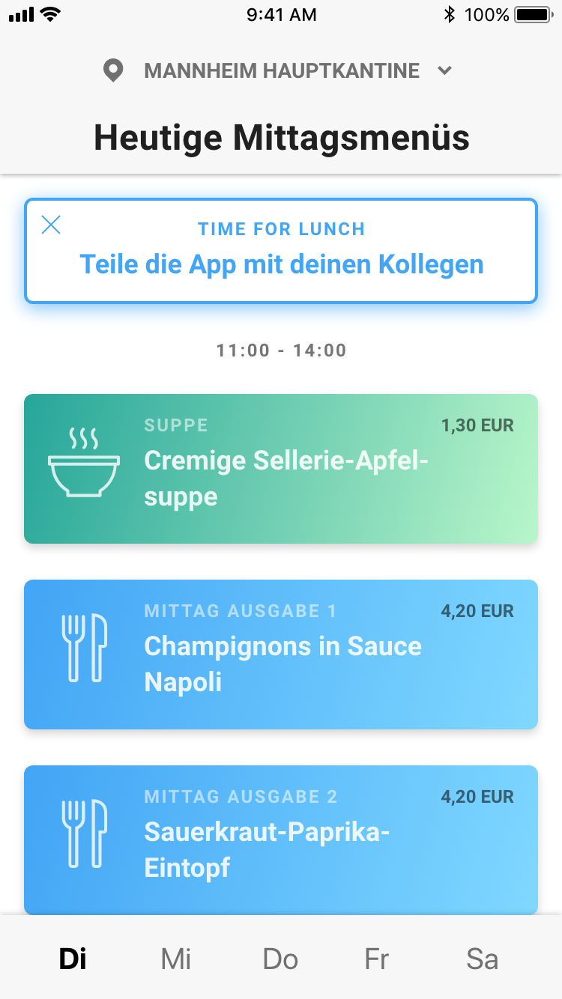 9:41 AM 100%
MANNHEIM HAUPTKANTINE
Heutige Mittagsmenüs
TIME FOR LUNCH
Teile die App mit deinen Kollegen
11:00 - 14:00
SUPPE 1,30 EUR
Cremige Sellerie-Apfel-
suppe
MITTAG AUSGABE 1 4,20 EUR
Champignons in Sauce
Napoli
MITTAG AUSGABE 2 4,20 EUR
Sauerkraut-Paprika-
Eintopf
Di Mi Do Fr Sa